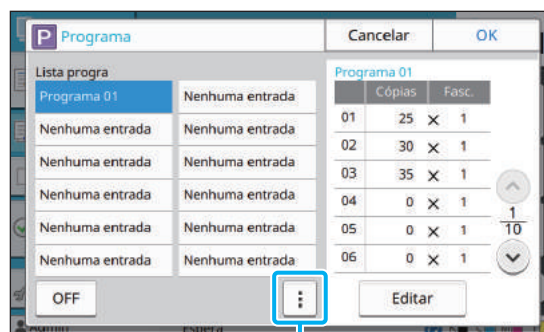 P Programa Cancelar OK
Lista progra Programa 01
Programa 01 Nenhuma entrada Cópias Fasc.
Nenhuma entrada Nenhuma entrada 01 25 × 1
Nenhuma entrada Nenhuma entrada 02 30 × 1
Nenhuma entrada Nenhuma entrada 03 35 × 1
Nenhuma entrada Nenhuma entrada 04 0 × 1
Nenhuma entrada Nenhuma entrada 05 0 × 1
06 0 × 1
1
10
OFF Editar
Admin Espera